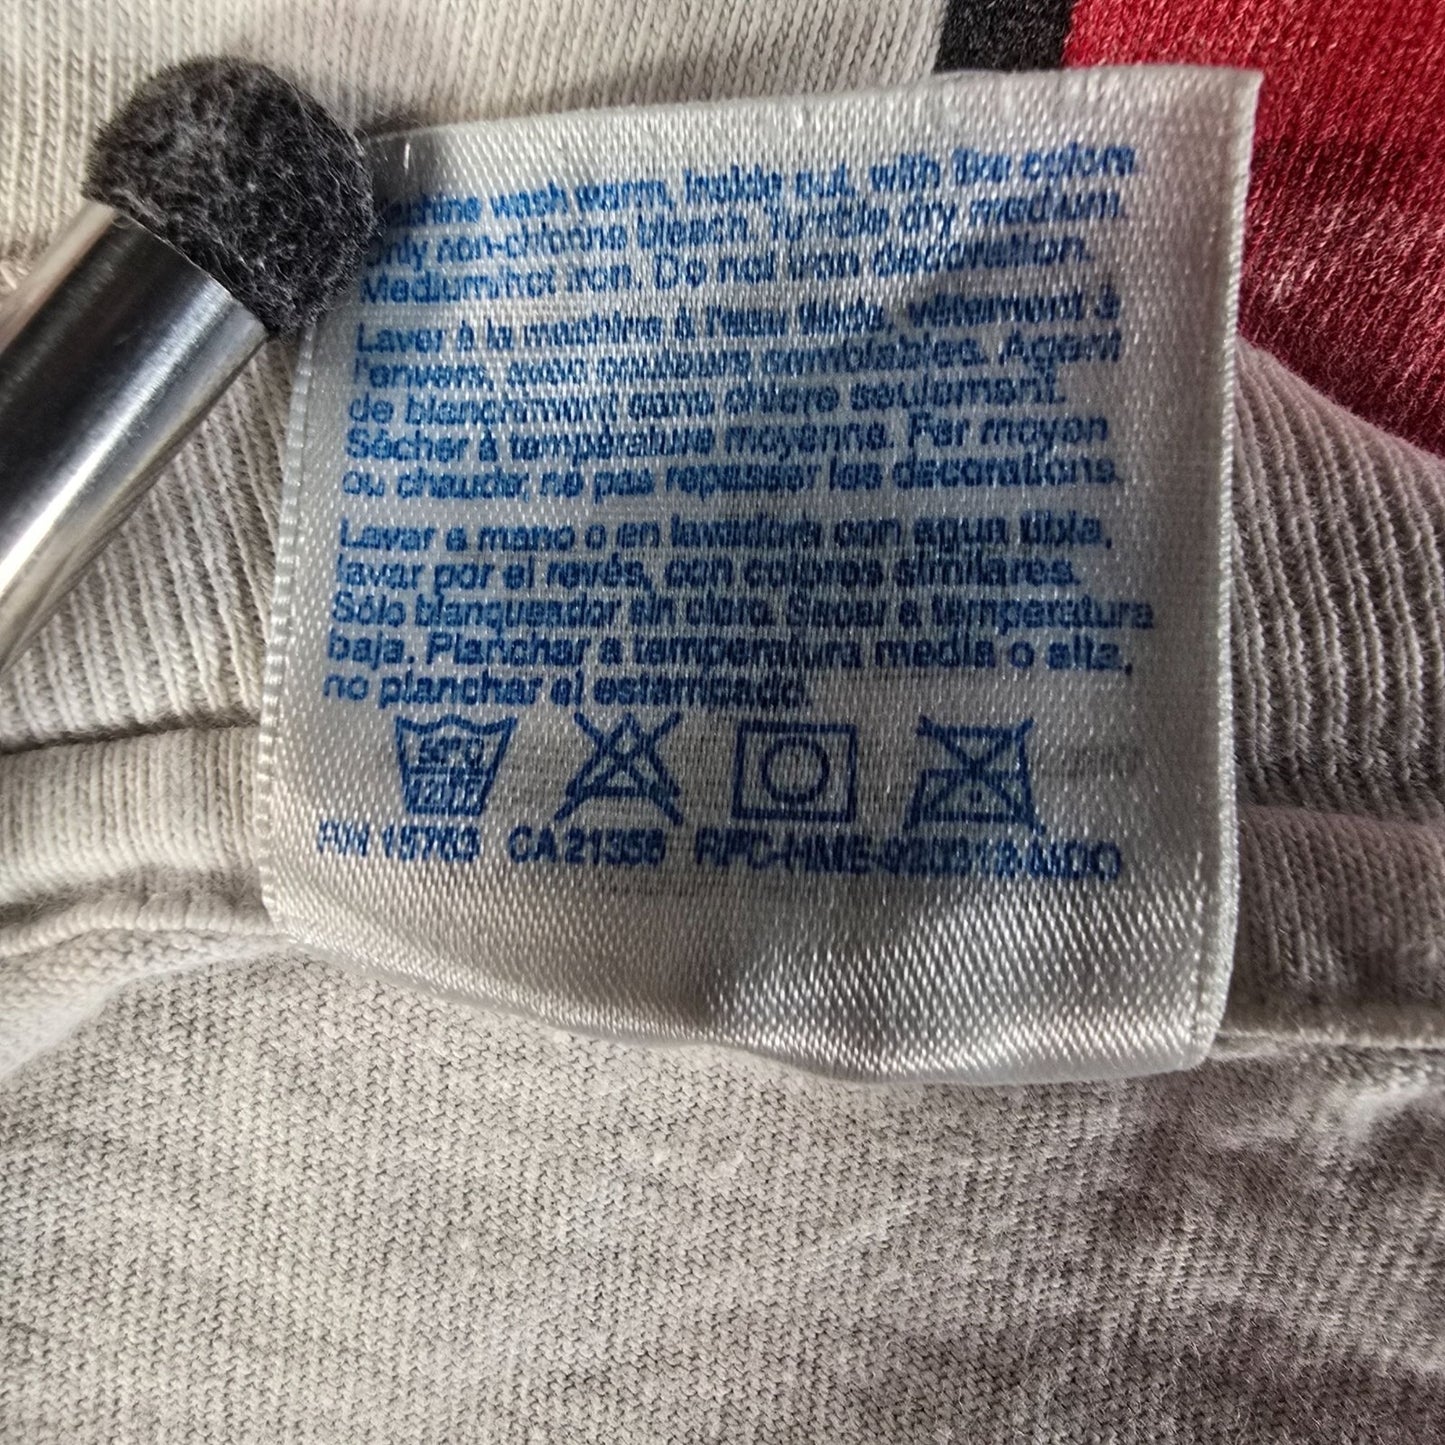 wash warm, inside out, with like colors
only non-chlorine bleach. Tumble dry medium.
Medium/hot iron. Do not iron decoration.
Laver à la machine à l'eau tiède, vêtement à
l'envers, avec couleurs semblables. Agent
de blanchiment sans chlore seulement.
Sécher à température moyenne. Fer moyen
ou chaude, ne pas repasser les decorations.
Lavar a mano o en lavadora con agua tibia,
lavar por el revés, con colores similares.
Sólo blanqueador sin cloro. Secar a temperatura
baja. Planchar a temperatura media o alta,
no planchar el estampado.
RN 15763 CA 21356